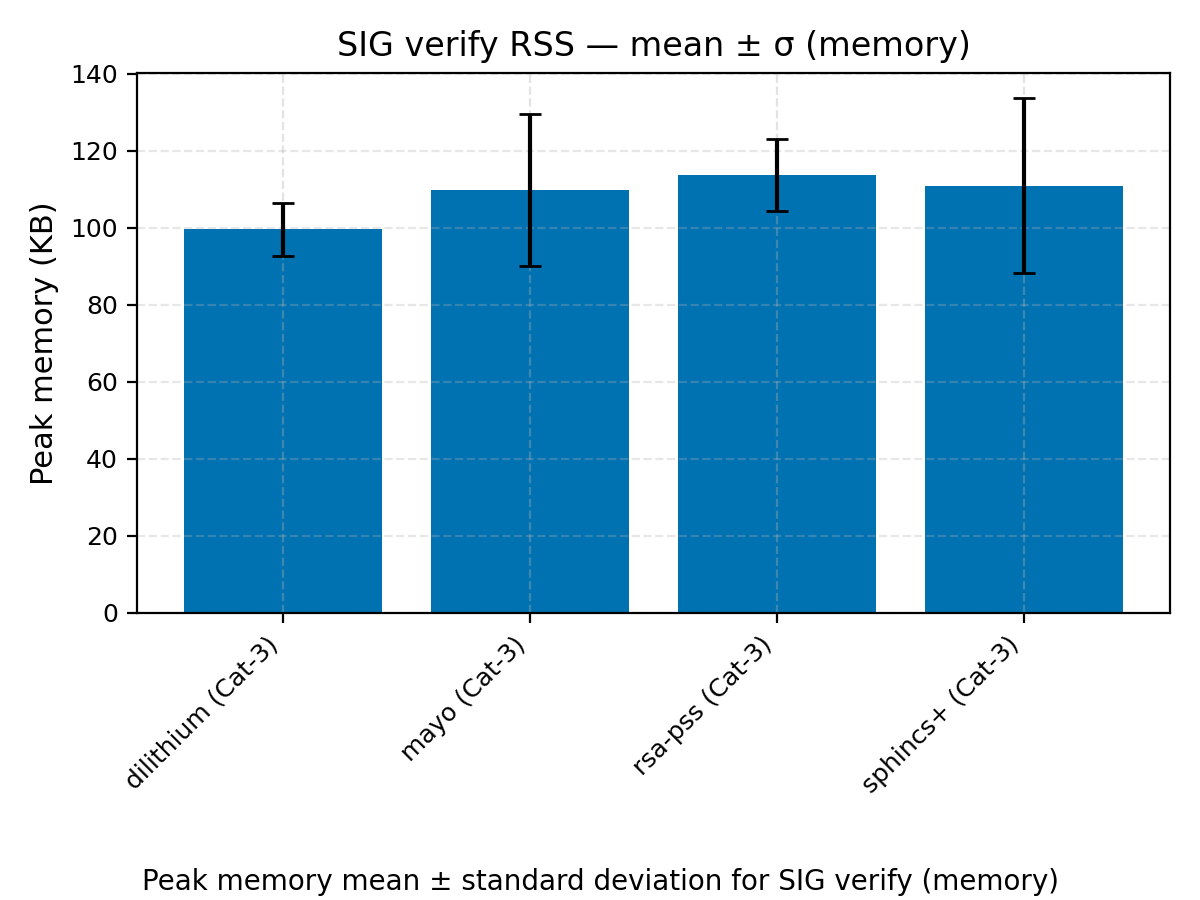 SIG verify RSS — mean ± σ (memory)
Peak memory (KB)
140
120
100
80
60
40
20
0
dilithium (Cat-3)
mayo (Cat-3)
rsa-pss (Cat-3)
sphincs+ (Cat-3)
Peak memory mean ± standard deviation for SIG verify (memory)